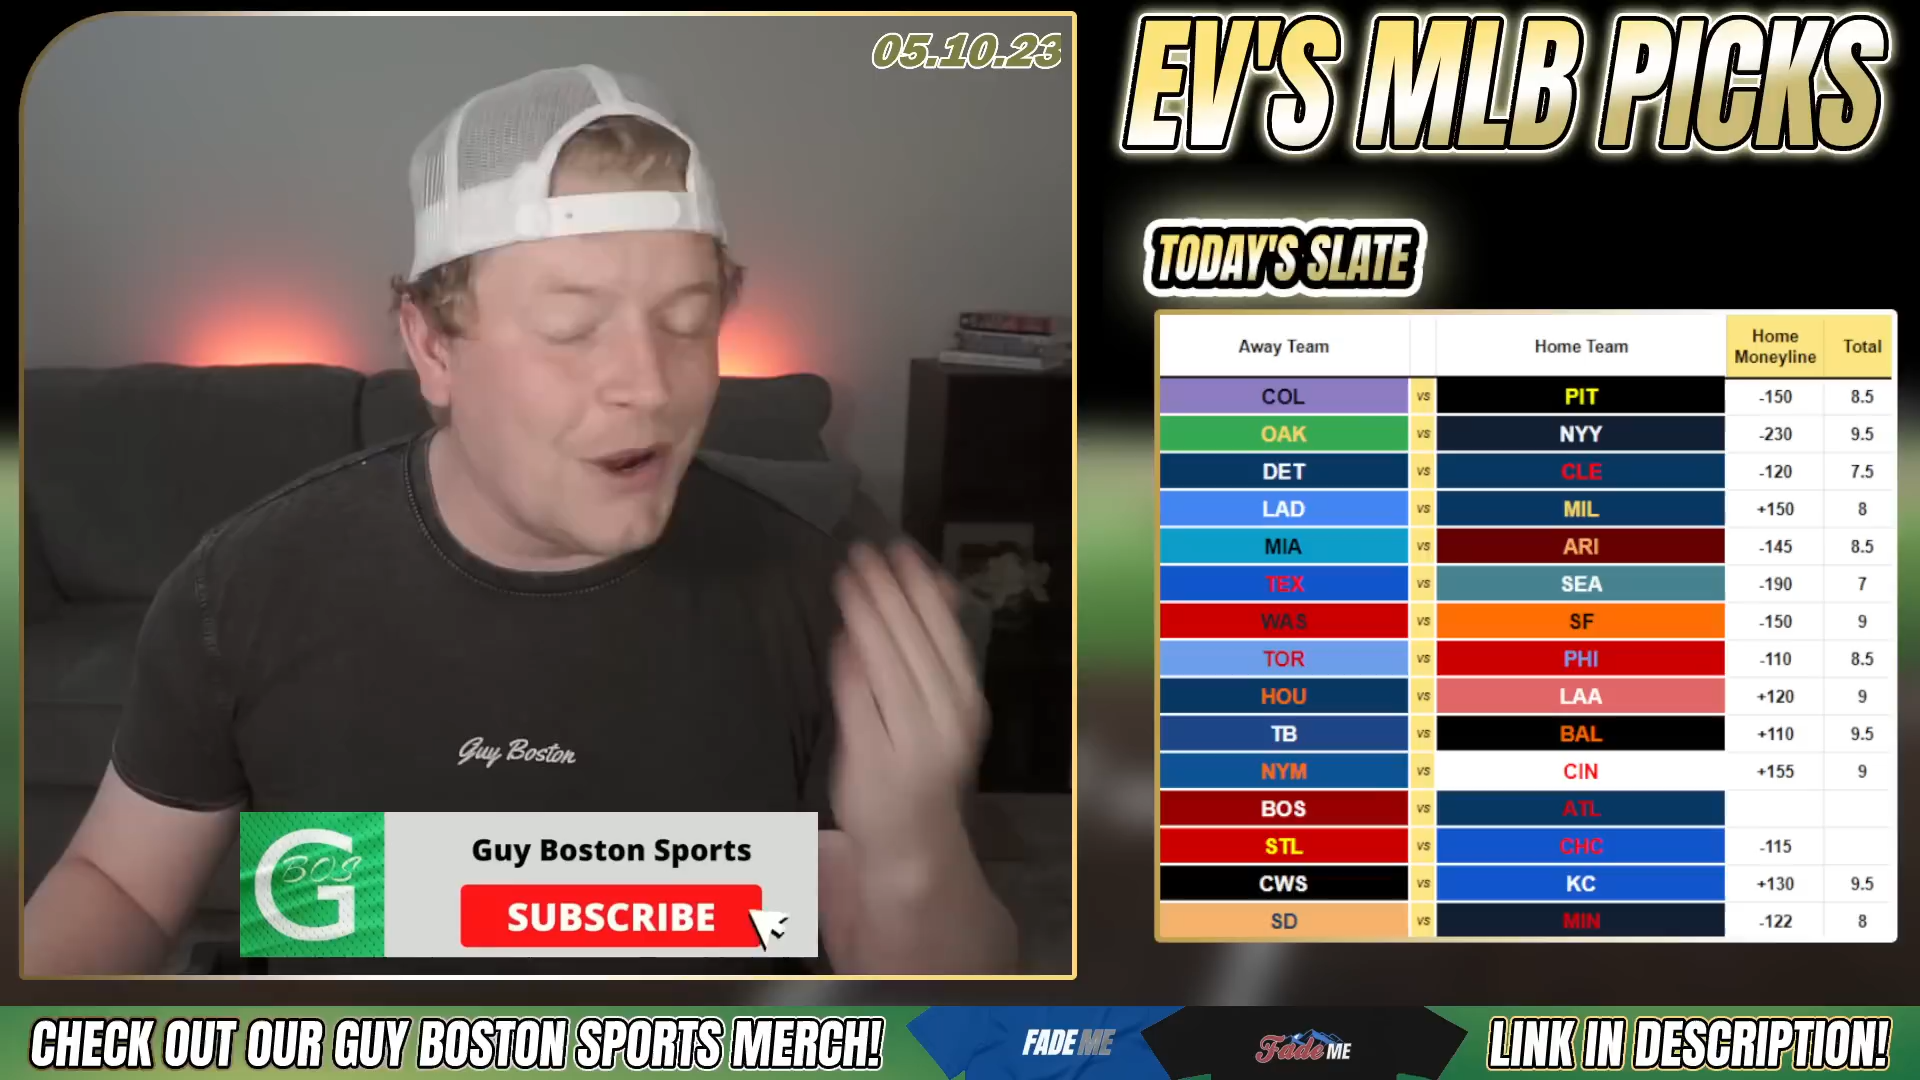 05.10.23
EV'S MLB PICKS
TODAY'S SLATE
Away Team Home Team Home Moneyline Total
COL vs PIT -150 8.5
OAK vs NYY -230 9.5
DET vs CLE -120 7.5
LAD vs MIL +150 8
MIA vs ARI -145 8.5
TEX vs SEA -190 7
WAS vs SF -150 9
TOR vs PHI -110 8.5
HOU vs LAA +120 9
TB vs BAL +110 9.5
NYM vs CIN +155 9
BOS vs ATL
STL vs CHC -115
CWS vs KC +130 9.5
SD vs MIN -122 8
Guy Boston
G BOS
Guy Boston Sports
SUBSCRIBE
CHECK OUT OUR GUY BOSTON SPORTS MERCH!
FADE ME
Fade ME
LINK IN DESCRIPTION!